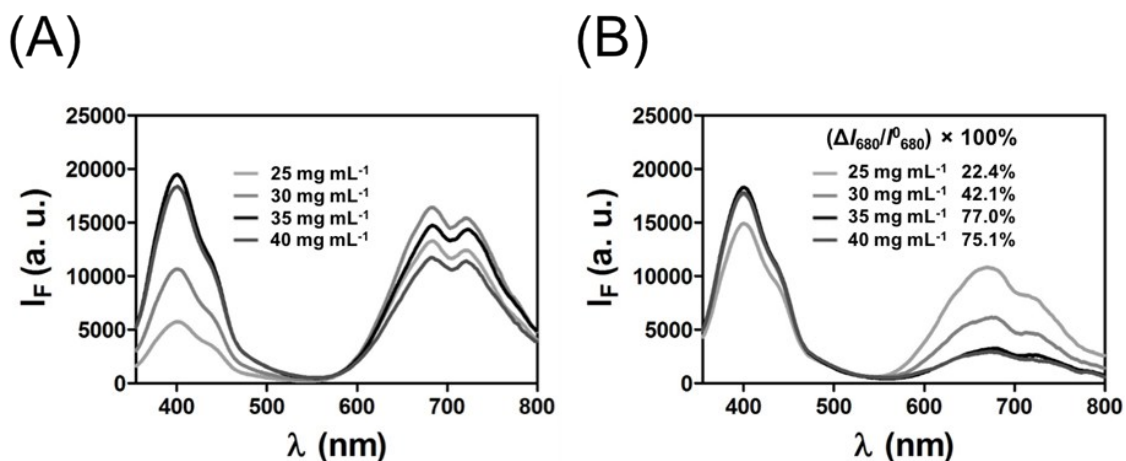 (A)
25000
20000
15000
10000
5000
0
I_F (a. u.)
25 mg mL⁻¹
30 mg mL⁻¹
35 mg mL⁻¹
40 mg mL⁻¹
400 500 600 700 800
λ (nm)
(B)
25000
20000
15000
10000
5000
0
I_F (a. u.)
(ΔI₆₈₀/I⁰₆₈₀) × 100%
25 mg mL⁻¹ 22.4%
30 mg mL⁻¹ 42.1%
35 mg mL⁻¹ 77.0%
40 mg mL⁻¹ 75.1%
400 500 600 700 800
λ (nm)